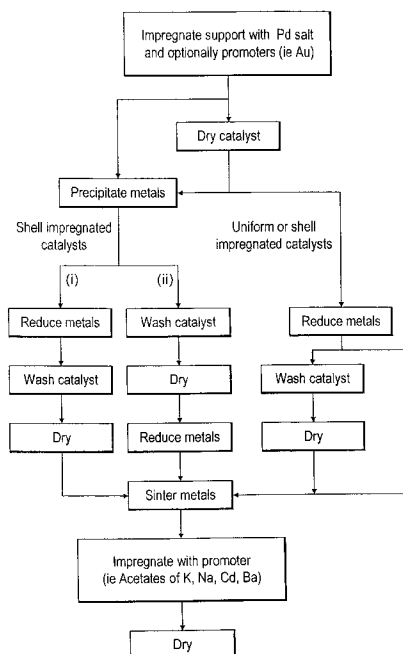 Impregnate support with Pd salt
and optionally promoters (ie Au)
Dry catalyst
Precipitate metals
Shell impregnated
catalysts
Uniform or shell
impregnated catalysts
(i)
(ii)
Reduce metals
Wash catalyst
Reduce metals
Wash catalyst
Dry
Wash catalyst
Dry
Reduce metals
Dry
Sinter metals
Impregnate with promoter
(ie Acetates of K, Na, Cd, Ba)
Dry